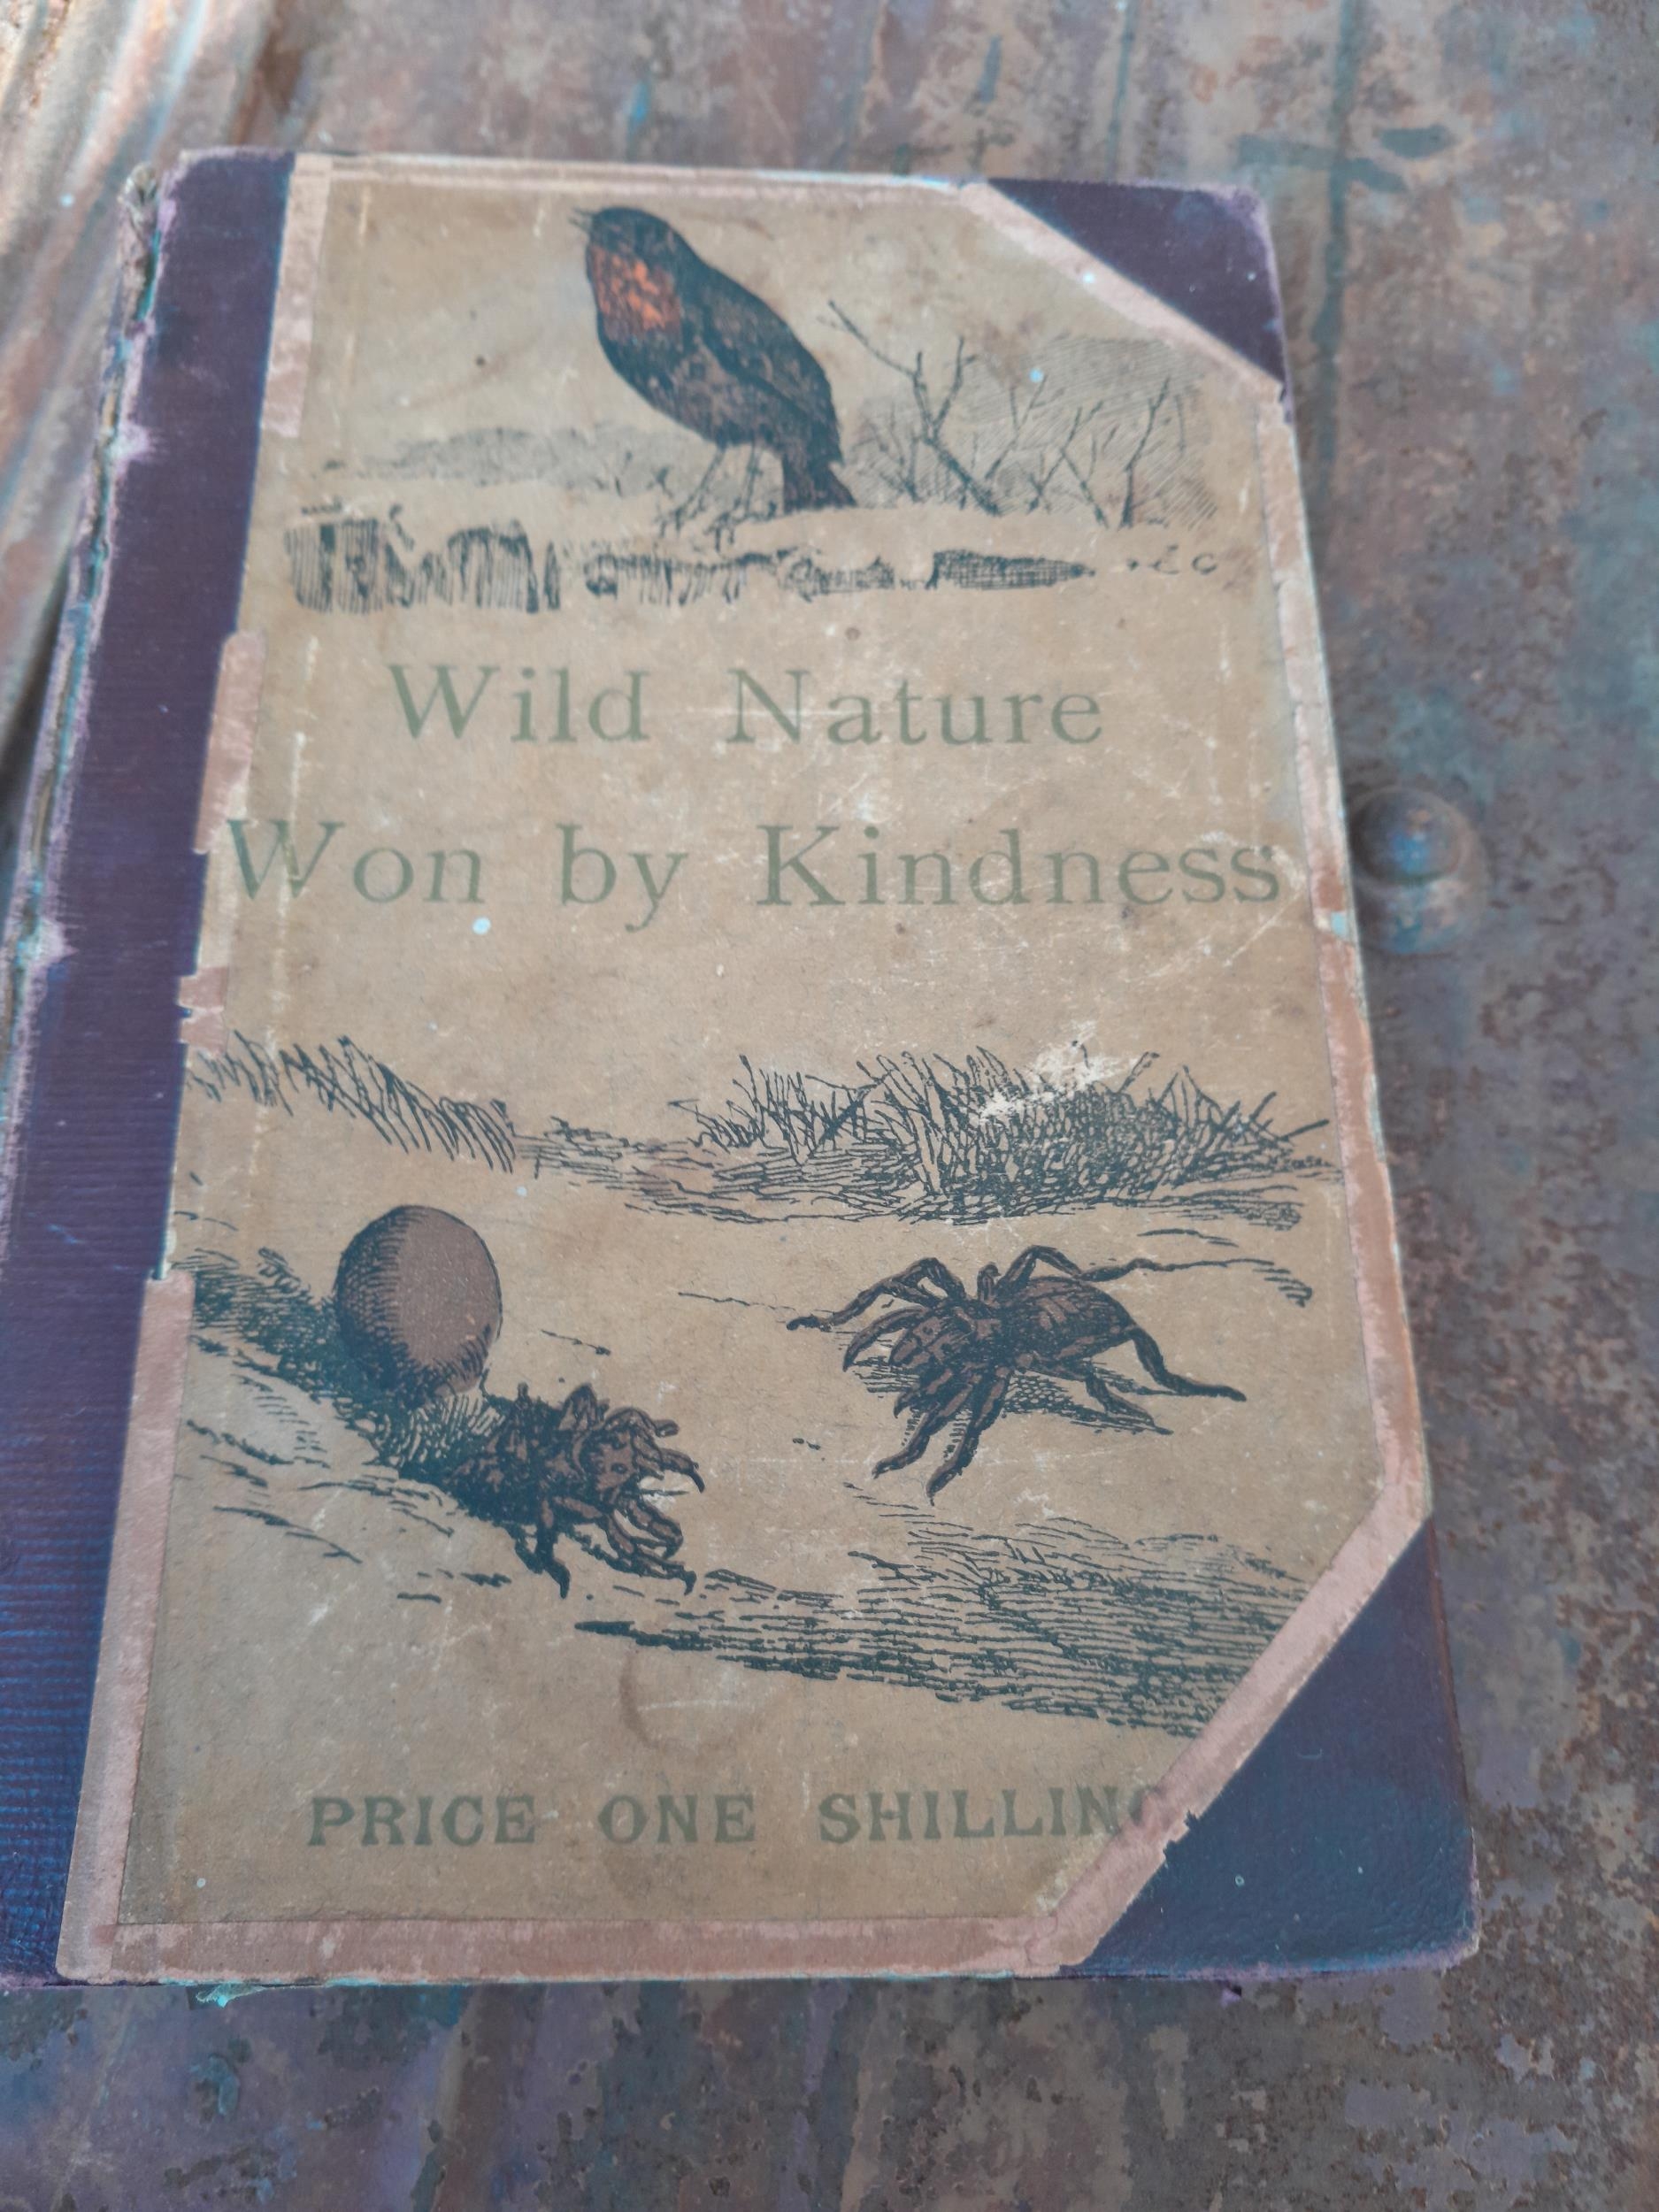 Wild Nature
Won by Kindness
PRICE ONE SHILLING